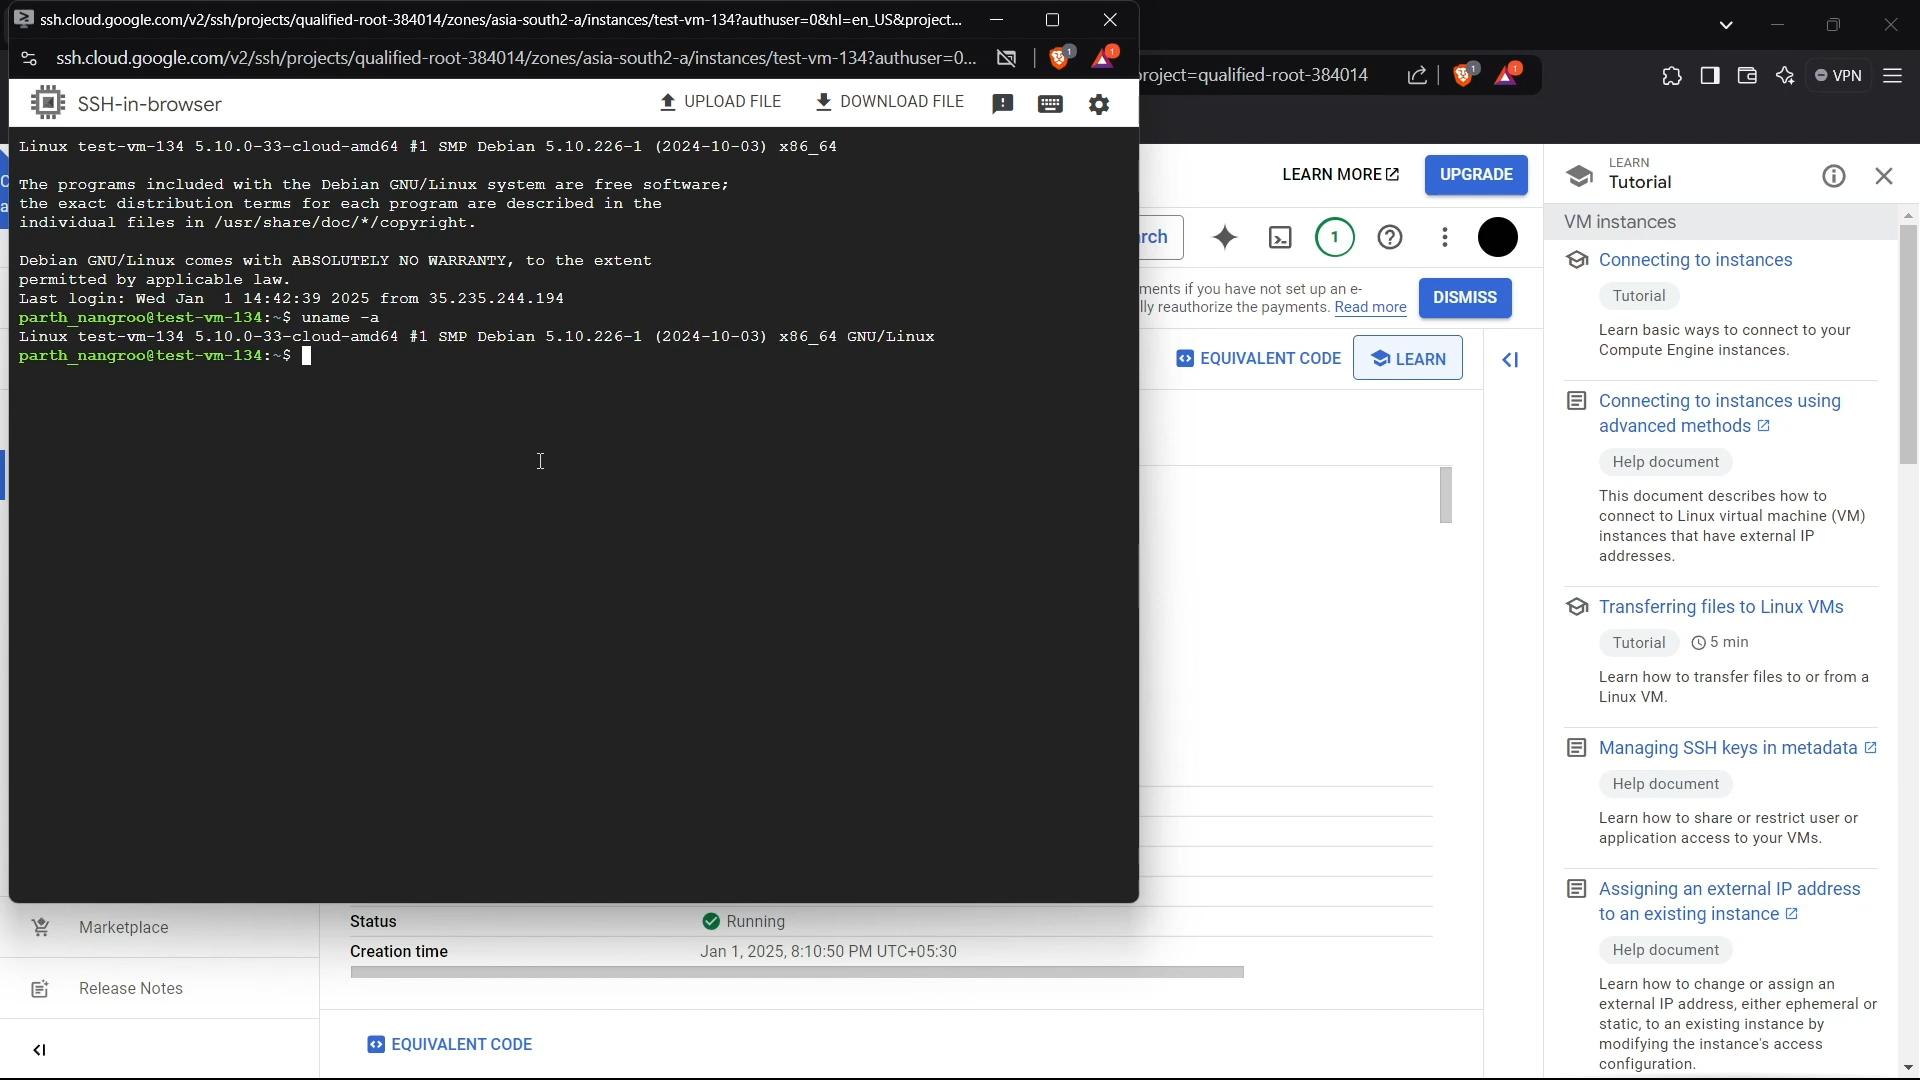 ssh.cloud.google.com/v2/ssh/projects/qualified-root-384014/zones/asia-south2-a/instances/test-vm-134?authuser=0&hl=en_US&project...
ssh.cloud.google.com/v2/ssh/projects/qualified-root-384014/zones/asia-south2-a/instances/test-vm-134?authuser=0...
1
1
roject=qualified-root-384014
1
1
VPN
SSH-in-browser
UPLOAD FILE
DOWNLOAD FILE
Linux test-vm-134 5.10.0-33-cloud-amd64 #1 SMP Debian 5.10.226-1 (2024-10-03) x86_64
The programs included with the Debian GNU/Linux system are free software;
the exact distribution terms for each program are described in the
individual files in /usr/share/doc/*/copyright.
Debian GNU/Linux comes with ABSOLUTELY NO WARRANTY, to the extent
permitted by applicable law.
Last login: Wed Jan  1 14:42:39 2025 from 35.235.244.194
parth_nangroo@test-vm-134:~$ uname -a
Linux test-vm-134 5.10.0-33-cloud-amd64 #1 SMP Debian 5.10.226-1 (2024-10-03) x86_64 GNU/Linux
parth_nangroo@test-vm-134:~$
LEARN MORE
UPGRADE
rch
1
ments if you have not set up an e-
lly reauthorize the payments. Read more
DISMISS
EQUIVALENT CODE
LEARN
Status
Running
Creation time
Jan 1, 2025, 8:10:50 PM UTC+05:30
EQUIVALENT CODE
Marketplace
Release Notes
LEARN
Tutorial
VM instances
Connecting to instances
Tutorial
Learn basic ways to connect to your
Compute Engine instances.
Connecting to instances using
advanced methods
Help document
This document describes how to
connect to Linux virtual machine (VM)
instances that have external IP
addresses.
Transferring files to Linux VMs
Tutorial
5 min
Learn how to transfer files to or from a
Linux VM.
Managing SSH keys in metadata
Help document
Learn how to share or restrict user or
application access to your VMs.
Assigning an external IP address
to an existing instance
Help document
Learn how to change or assign an
external IP address, either ephemeral or
static, to an existing instance by
modifying the instance's access
configuration.